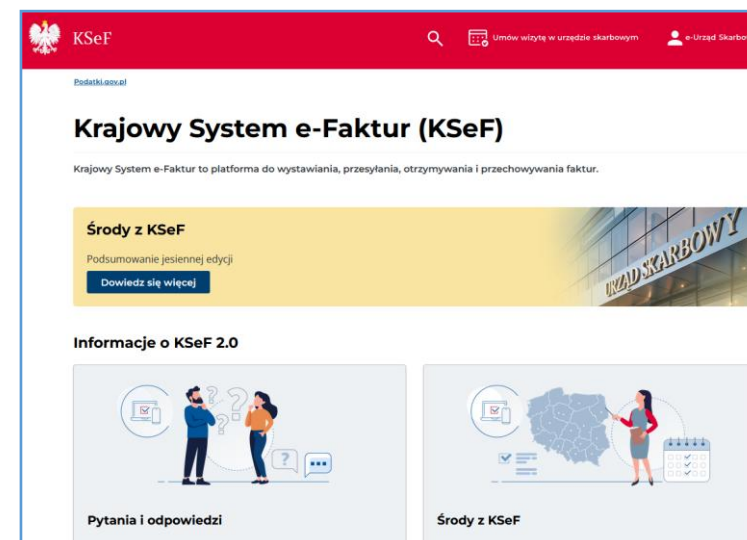 KSeF
Umów wizytę w urzędzie skarbowym
e-Urząd Skarbo
Podatki.gov.pl
Krajowy System e-Faktur (KSeF)
Krajowy System e-Faktur to platforma do wystawiania, przesyłania, otrzymywania i przechowywania faktur.
Środy z KSeF
Podsumowanie jesiennej edycji
Dowiedz się więcej
URZĄD SKARBOWY
Informacje o KSeF 2.0
Pytania i odpowiedzi
Środy z KSeF